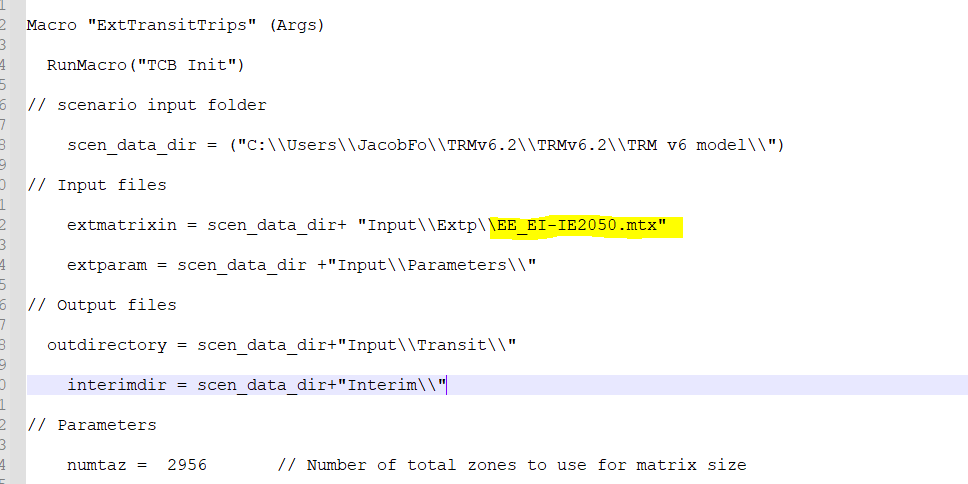 1
2 Macro "ExtTransitTrips" (Args)
3
4 RunMacro("TCB Init")
5
6 // scenario input folder
7
8 scen_data_dir = ("C:\\Users\\JacobFo\\TRMv6.2\\TRMv6.2\\TRM v6 model\\")
9
0 // Input files
1
2 extmatrixin = scen_data_dir+ "Input\\Extp\\EE_EI-IE2050.mtx"
3
4 extparam = scen_data_dir +"Input\\Parameters\\"
5
6 // Output files
7
8 outdirectory = scen_data_dir+"Input\\Transit\\"
9
0 interimdir = scen_data_dir+"Interim\\"
1
2 // Parameters
3
4 numtaz = 2956 // Number of total zones to use for matrix size